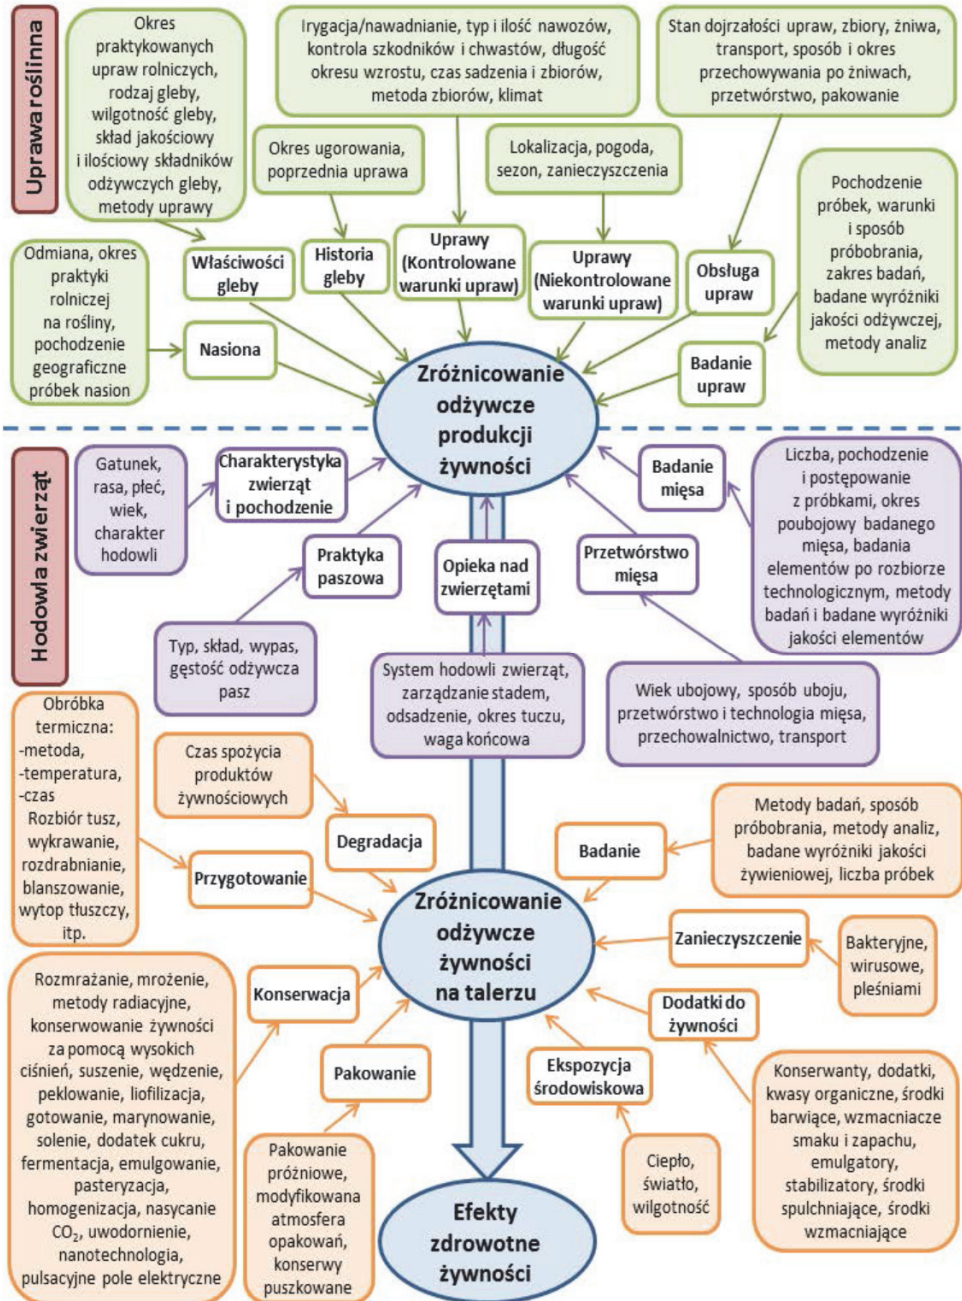 Uprawa roślinna
Okres
praktykowanych
upraw rolniczych,
rodzaj gleby,
wilgotność gleby,
skład jakościowy
i ilościowy składników
odżywczych gleby,
metody uprawy
Irygacja/nawadnianie, typ i ilość nawozów,
kontrola szkodników i chwastów, długość
okresu wzrostu, czas sadzenia i zbiorów,
metoda zbiorów, klimat
Stan dojrzałości upraw, zbiory, żniwa,
transport, sposób i okres
przechowywania po żniwach,
przetwórstwo, pakowanie
Okres ugorowania,
poprzednia uprawa
Lokalizacja, pogoda,
sezon, zanieczyszczenia
Pochodzenie
próbek, warunki
i sposób
próbobrania,
zakres badań,
badane wyróżniki
jakości odżywczej,
metody analiz
Odmiana, okres
praktyki
rolniczej
na rośliny,
pochodzenie
geograficzne
próbek nasion
Właściwości
gleby
Historia
gleby
Uprawy
(Kontrolowane
warunki upraw)
Uprawy
(Niekontrolowane
warunki upraw)
Obsługa
upraw
Nasiona
Badanie
upraw
Zróżnicowanie
odżywcze
produkcji
żywności
Hodowla zwierząt
Gatunek,
rasa, płeć,
wiek,
charakter
hodowli
Charakterystyka
zwierząt
i pochodzenie
Badanie
mięsa
Liczba, pochodzenie
i postępowanie
z próbkami, okres
poubojowy badanego
mięsa, badania
elementów po rozbiorze
technologicznym, metody
badań i badane wyróżniki
jakości elementów
Praktyka
paszowa
Opieka nad
zwierzętami
Przetwórstwo
mięsa
Typ, skład, wypas,
gęstość odżywcza
pasz
System hodowli zwierząt,
zarządzanie stadem,
odsadzenie, okres tuczu,
waga końcowa
Wiek ubojowy, sposób uboju,
przetwórstwo i technologia mięsa,
przechowalnictwo, transport
Obróbka
termiczna:
-metoda,
-temperatura,
-czas
Rozbiór tusz,
wykrawanie,
rozdrabnianie,
blanszowanie,
wytop tłuszczy,
itp.
Czas spożycia
produktów
żywnościowych
Degradacja
Przygotowanie
Badanie
Metody badań, sposób
próbobrania, metody analiz,
badane wyróżniki jakości
żywieniowej, liczba próbek
Zróżnicowanie
odżywcze
żywności
na talerzu
Zanieczyszczenie
Bakteryjne,
wirusowe,
pleśniami
Rozmrażanie, mrożenie,
metody radiacyjne,
konserwowanie żywności
za pomocą wysokich
ciśnień, suszenie, wędzenie,
peklowanie, liofilizacja,
gotowanie, marynowanie,
solenie, dodatek cukru,
fermentacja, emulgowanie,
pasteryzacja,
homogenizacja, nasycanie
CO₂, uwodornienie,
nanotechnologia,
pulsacyjne pole elektryczne
Konserwacja
Pakowanie
Ekspozycja
środowiskowa
Dodatki do
żywności
Pakowanie
próżniowe,
modyfikowana
atmosfera
opakowań,
konserwy
puszkowane
Ciepło,
światło,
wilgotność
Konserwanty, dodatki,
kwasy organiczne, środki
barwiące, wzmacniacze
smaku i zapachu,
emulgatory,
stabilizatory, środki
spulchniające, środki
wzmacniające
Efekty
zdrowotne
żywności